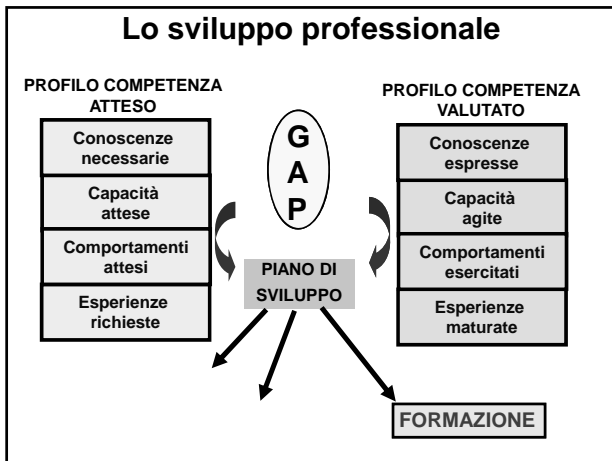 Lo sviluppo professionale
PROFILO COMPETENZA
ATTESO
Conoscenze
necessarie
Capacità
attese
Comportamenti
attesi
Esperienze
richieste
G
A
P
PIANO DI
SVILUPPO
PROFILO COMPETENZA
VALUTATO
Conoscenze
espresse
Capacità
agite
Comportamenti
esercitati
Esperienze
maturate
FORMAZIONE